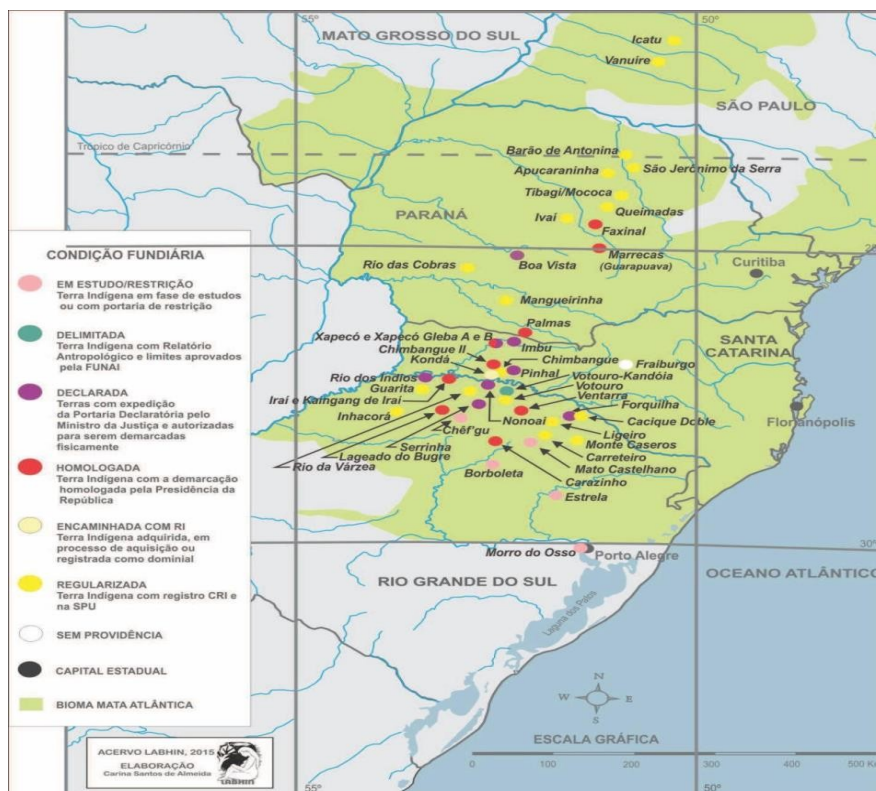 55°
50°
MATO GROSSO DO SUL
Icatu
Vanuire
SÃO PAULO
Trópico de Capricórnio
Barão de Antonina
São Jerônimo da Serra
Apucaraninha
Tibagi/Mococa
Queimadas
PARANÁ
Ivaí
Faxinal
Marrecas
(Guarapuava)
Boa Vista
Curitiba
Rio das Cobras
Mangueirinha
Palmas
SANTA
CATARINA
Xapecó e Xapecó Gleba A e B
Imbu
Chimbangue II
Chimbangue
Fraiburgo
Kondá
Pinhal
Rio dos Índios
Votouro-Kandóia
Guarita
Votouro
Ventarra
Iraí e Kaingang de Iraí
Forquilha
Inhacorá
Nonoai
Cacique Doble
Florianópolis
Chêf'gu
Ligeiro
Serrinha
Monte Caseros
Lageado do Bugre
Carreteiro
Rio da Várzea
Mato Castelhano
Borboleta
Carazinho
Estrela
30°
Morro do Osso
Porto Alegre
RIO GRANDE DO SUL
OCEANO ATLÂNTICO
Laguna dos Patos
N
W
E
S
ESCALA GRÁFICA
0 100 200 300 400
55°
50°
CONDIÇÃO FUNDIÁRIA
EM ESTUDO/RESTRIÇÃO
Terra Indígena em fase de estudos
ou com portaria de restrição
DELIMITADA
Terra Indígena com Relatório
Antropológico e limites aprovados
pela FUNAI
DECLARADA
Terras com expedição
da Portaria Declaratória pelo
Ministro da Justiça e autorizadas
para serem demarcadas
fisicamente
HOMOLOGADA
Terra Indígena com a demarcação
homologada pela Presidência da
República
ENCAMINHADA COM RI
Terra Indígena adquirida, em
processo de aquisição ou
registrada como dominial
REGULARIZADA
Terra Indígena com registro CRI e
na SPU
SEM PROVIDÊNCIA
CAPITAL ESTADUAL
BIOMA MATA ATLÂNTICA
ACERVO LABHIN, 2015
ELABORAÇÃO
Carina Santos de Almeida
LABHIN